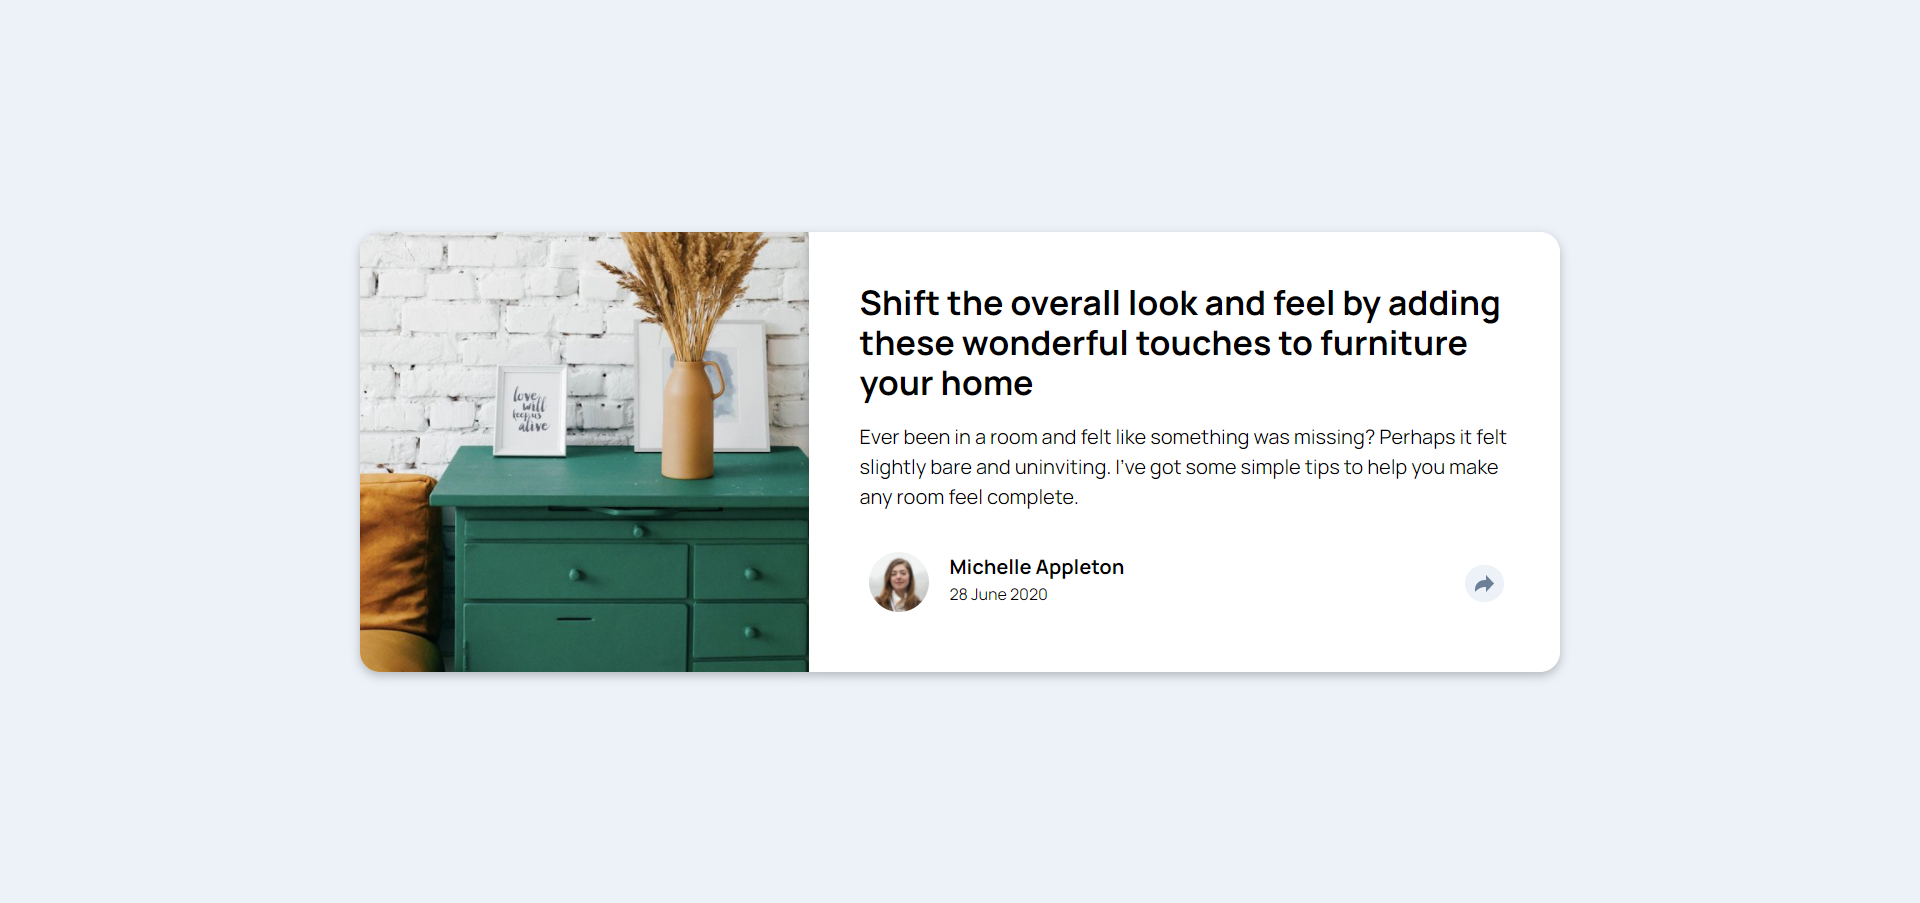 love
will
keep us
alive
Shift the overall look and feel by adding
these wonderful touches to furniture
your home
Ever been in a room and felt like something was missing? Perhaps it felt
slightly bare and uninviting. I've got some simple tips to help you make
any room feel complete.
Michelle Appleton
28 June 2020